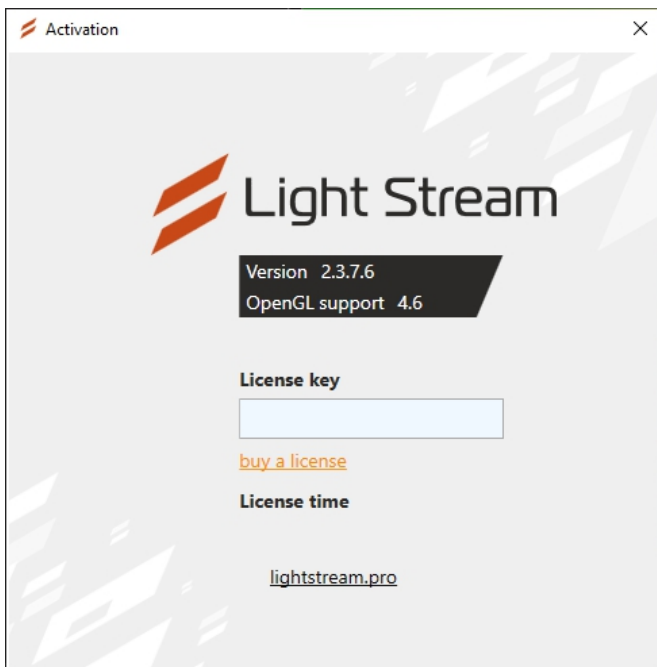 Activation
Light Stream
Version 2.3.7.6
OpenGL support 4.6
License key
buy a license
License time
lightstream.pro